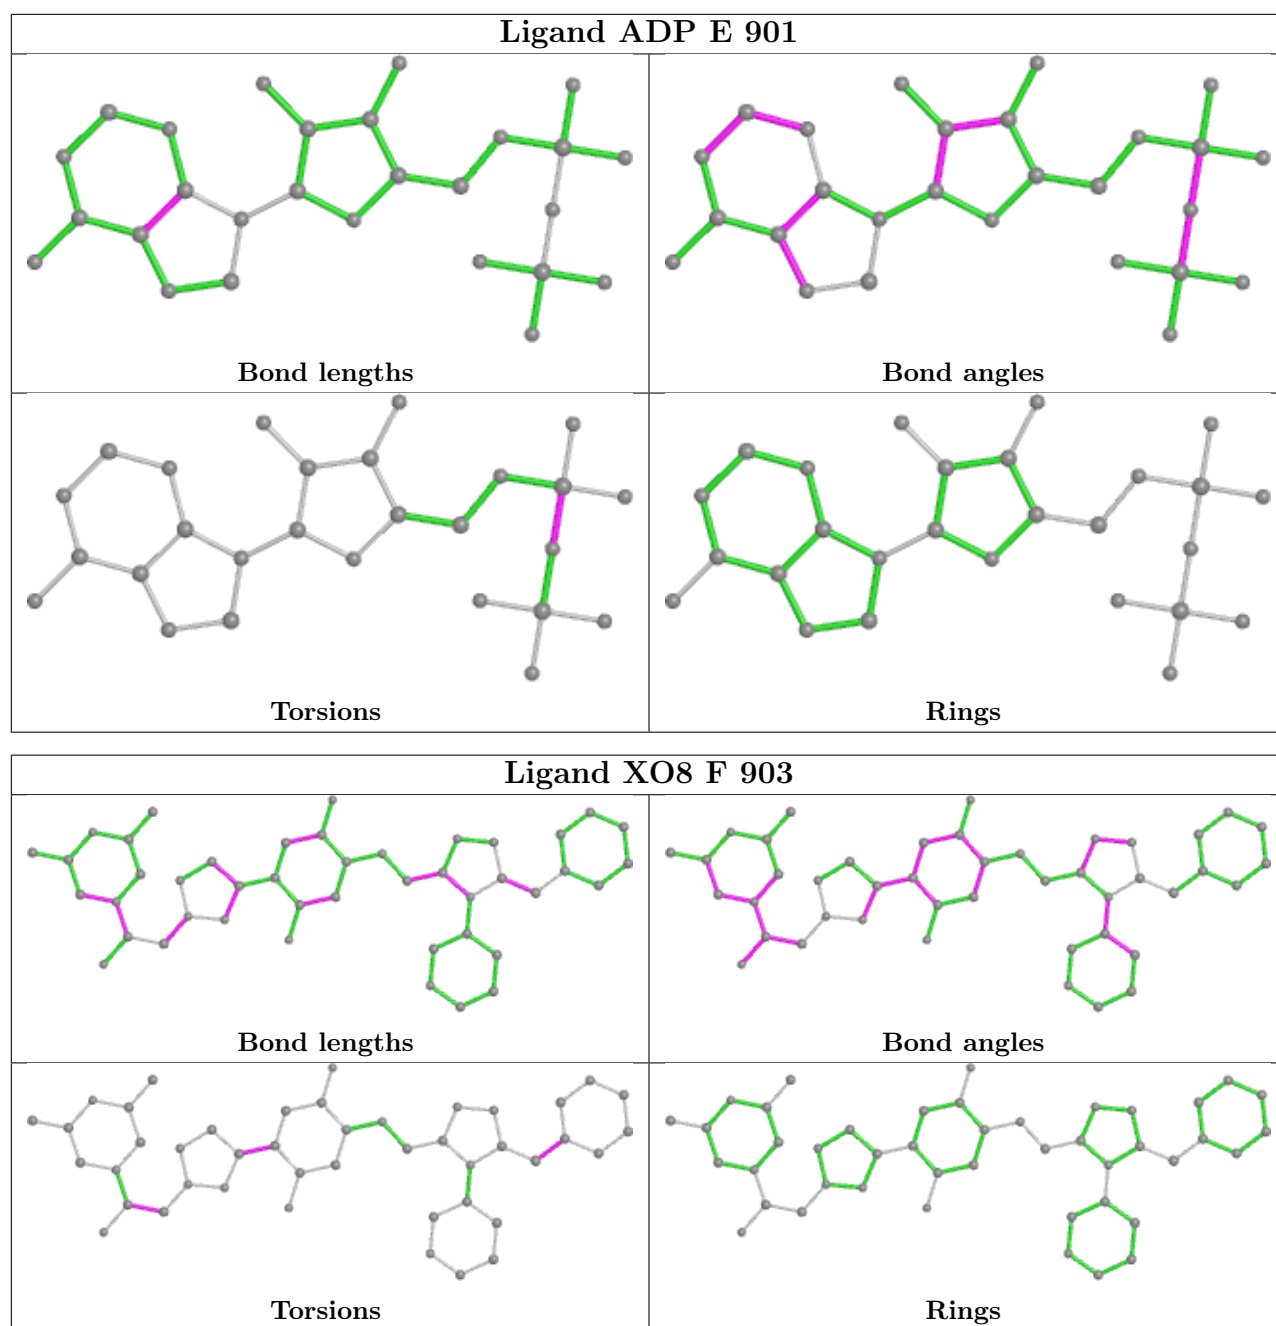 Ligand ADP E 901
Bond lengths
Bond angles
Torsions
Rings
Ligand XO8 F 903
Bond lengths
Bond angles
Torsions
Rings